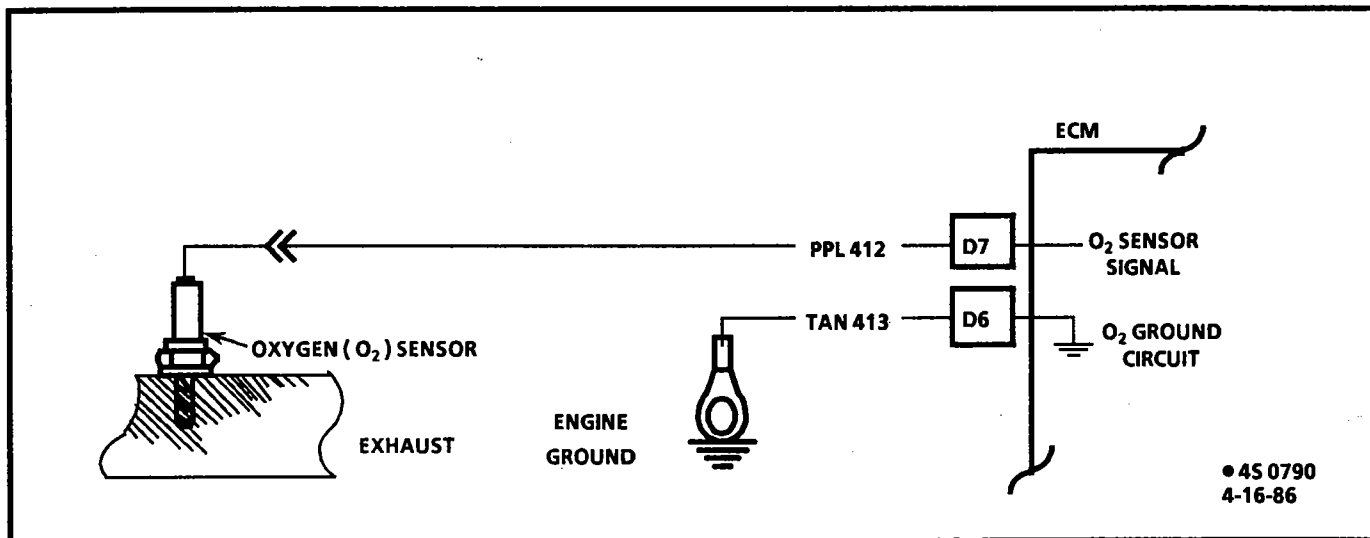 ECM
PPL 412
D7
O₂ SENSOR
SIGNAL
TAN 413
D6
O₂ GROUND
CIRCUIT
OXYGEN ( O₂ ) SENSOR
EXHAUST
ENGINE
GROUND
● 4S 0790
4-16-86